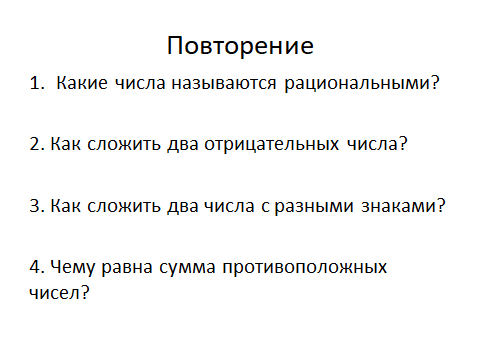 Повторение
1. Какие числа называются рациональными?
2. Как сложить два отрицательных числа?
3. Как сложить два числа с разными знаками?
4. Чему равна сумма противоположных
чисел?